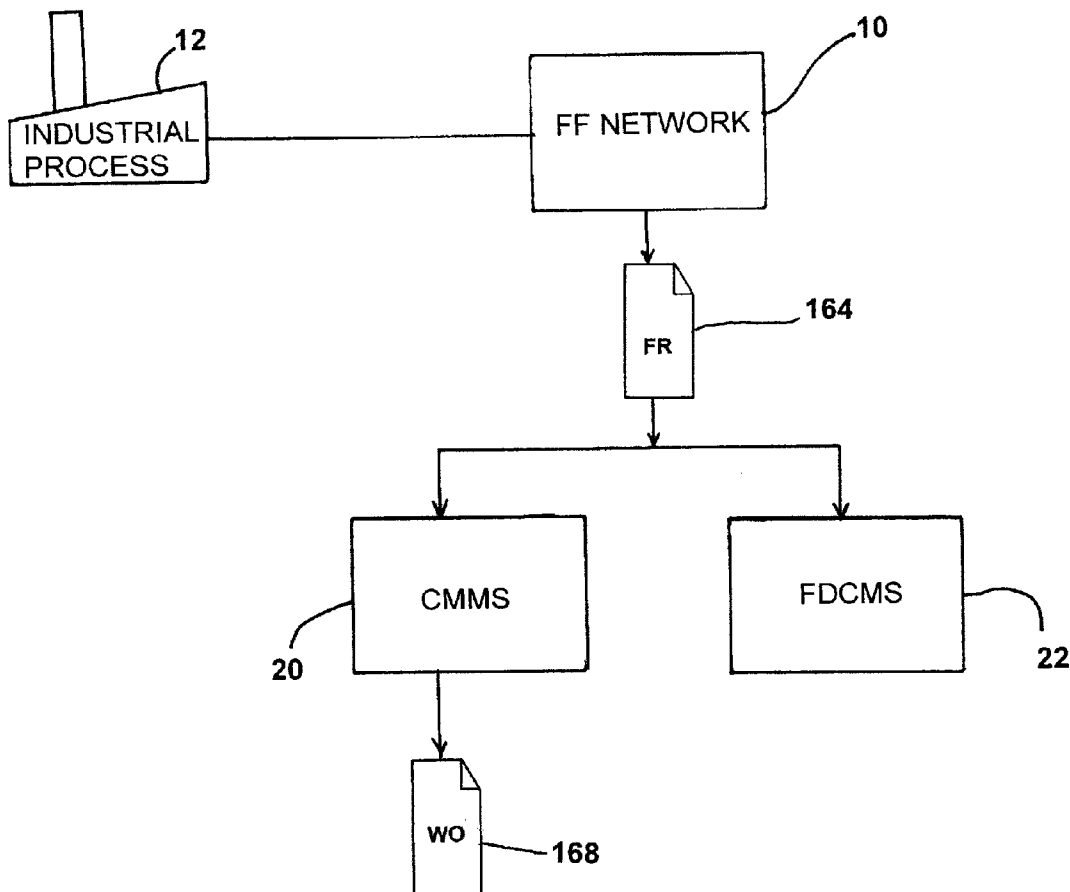 12
10
INDUSTRIAL
PROCESS
FF NETWORK
164
FR
CMMS
FDCMS
20
22
WO
168